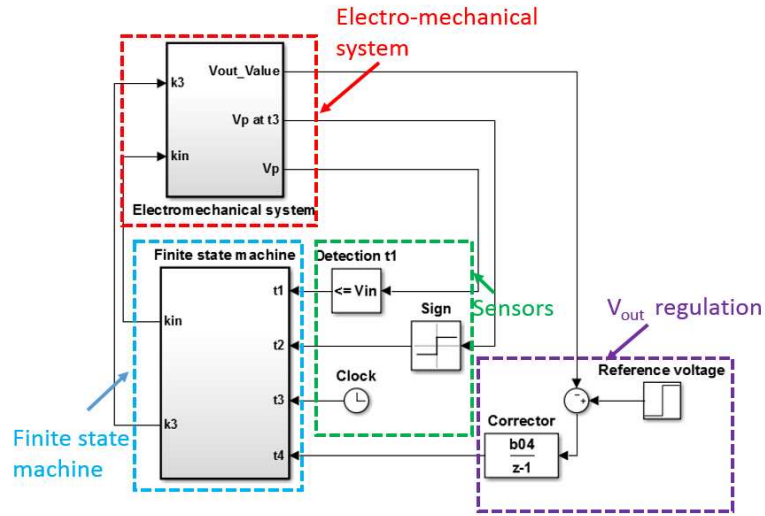 Electro-mechanical
system
Vout_Value
k3
Vp at t3
kin
Vp
Electromechanical system
Finite state machine
Detection t1
t1
<= Vin
Sign
Sensors
Vout regulation
kin
t2
Reference voltage
Clock
t3
- +
k3
Corrector
Finite state
machine
t4
b04
z-1